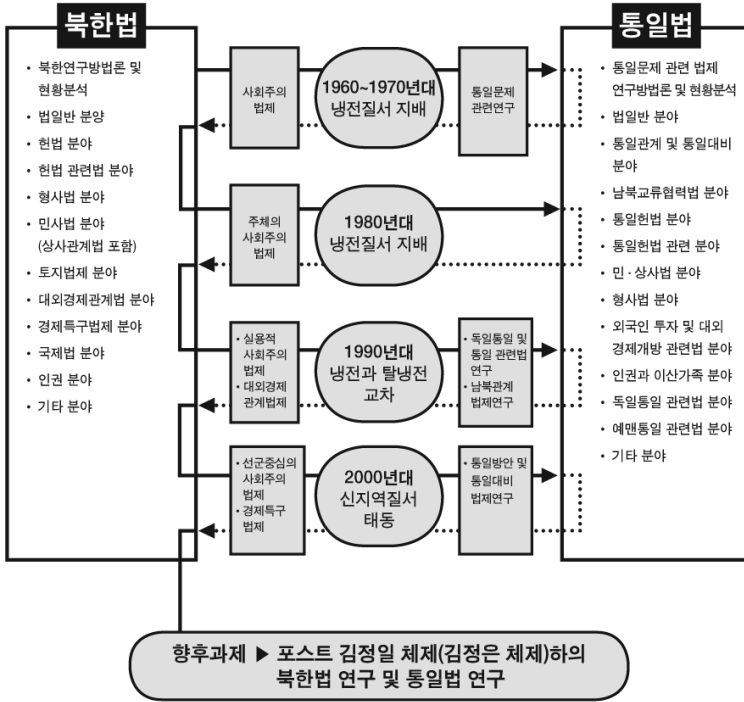 북한법
• 북한연구방법론 및
현황분석
• 법일반 분양
• 헌법 분야
• 헌법 관련법 분야
• 형사법 분야
• 민사법 분야
(상사관계법 포함)
• 토지법제 분야
• 대외경제관계법 분야
• 경제특구법제 분야
• 국제법 분야
• 인권 분야
• 기타 분야
사회주의
법제
1960~1970년대
냉전질서 지배
통일문제
관련연구
주체의
사회주의
법제
1980년대
냉전질서 지배
• 실용적
사회주의
법제
• 대외경제
관계법제
1990년대
냉전과 탈냉전
교차
• 독일통일 및
통일 관련법
연구
• 남북관계
법제연구
• 선군중심의
사회주의
법제
• 경제특구
법제
2000년대
신지역질서
태동
• 통일방안 및
통일대비
법제연구
통일법
• 통일문제 관련 법제
연구방법론 및 현황분석
• 법일반 분야
• 통일관계 및 통일대비
분야
• 남북교류협력법 분야
• 통일헌법 분야
• 통일헌법 관련 분야
• 민·상사법 분야
• 형사법 분야
• 외국인 투자 및 대외
경제개방 관련법 분야
• 인권과 이산가족 분야
• 독일통일 관련법 분야
• 예맨통일 관련법 분야
• 기타 분야
향후과제 ▶ 포스트 김정일 체제(김정은 체제)하의
북한법 연구 및 통일법 연구